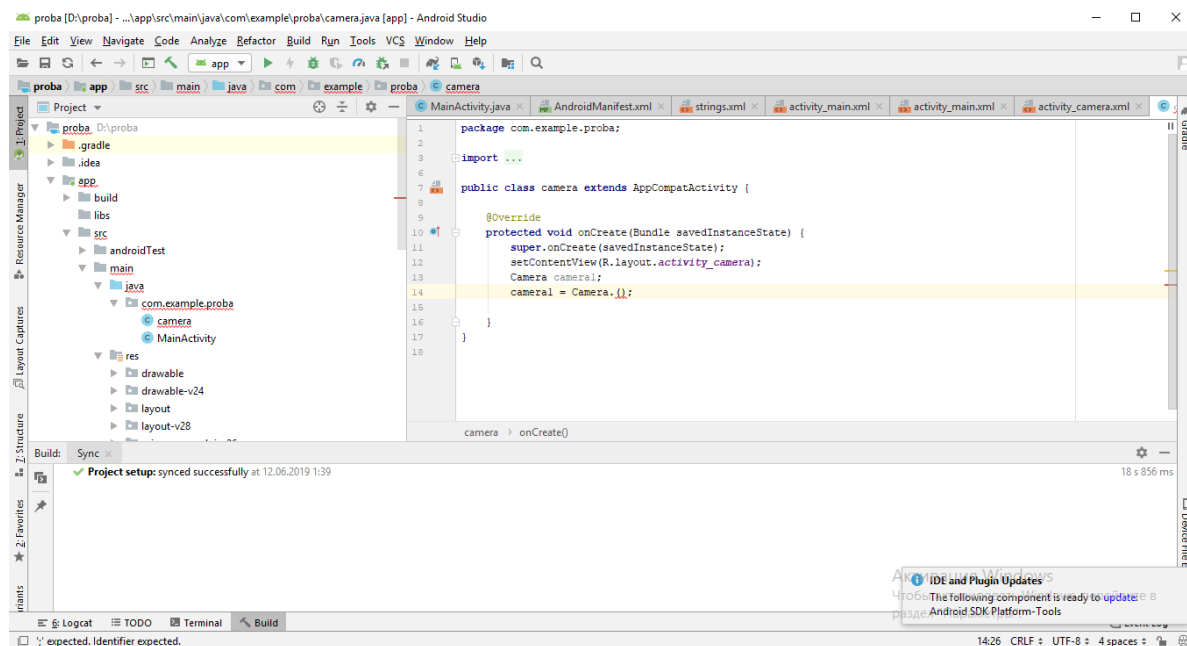 proba [D:\proba] - ...\app\src\main\java\com\example\proba\camera.java [app] - Android Studio
File Edit View Navigate Code Analyze Refactor Build Run Tools VCS Window Help
app
proba app src main java com example proba camera
1: Project
Resource Manager
Layout Captures
Z: Structure
2: Favorites
Project
proba D:\proba
.gradle
.idea
app
build
libs
src
androidTest
main
java
com.example.proba
camera
MainActivity
res
drawable
drawable-v24
layout
layout-v28
MainActivity.java AndroidManifest.xml strings.xml activity_main.xml activity_main.xml activity_camera.xml
Gradle
1 package com.example.proba;
2
3 import ...
6
7 public class camera extends AppCompatActivity {
8
9 @Override
10 protected void onCreate(Bundle savedInstanceState) {
11 super.onCreate(savedInstanceState);
12 setContentView(R.layout.activity_camera);
13 Camera camera1;
14 camera1 = Camera.();
15
16 }
17 }
18
camera › onCreate()
Build: Sync
Project setup: synced successfully at 12.06.2019 1:39
18 s 856 ms
Активация Windows
IDE and Plugin Updates
The following component is ready to update:
Android SDK Platform-Tools
6: Logcat TODO Terminal Build
';' expected. Identifier expected.
14:26 CRLF UTF-8 4 spaces